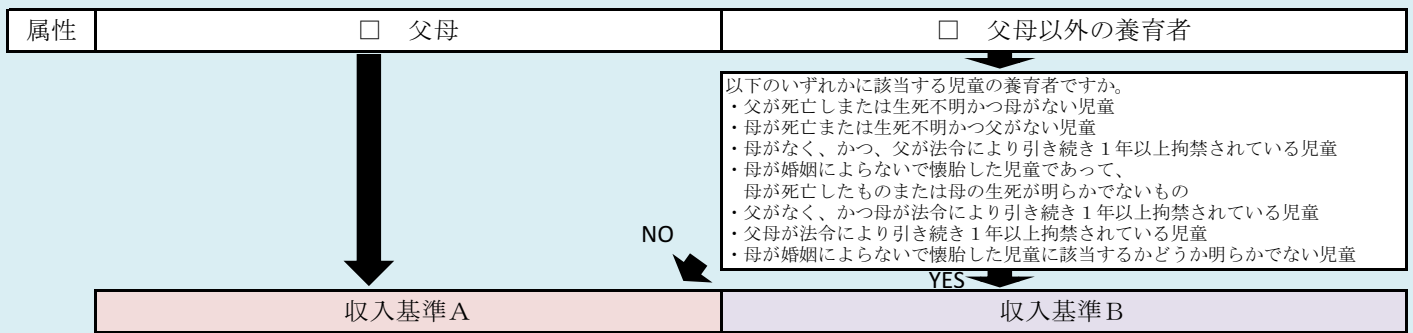 属性
□ 父母
□ 父母以外の養育者
以下のいずれかに該当する児童の養育者ですか。
・父が死亡しまたは生死不明かつ母がない児童
・母が死亡または生死不明かつ父がない児童
・母がなく、かつ、父が法令により引き続き１年以上拘禁されている児童
・母が婚姻によらないで懐胎した児童であって、
母が死亡したものまたは母の生死が明らかでないもの
・父がなく、かつ母が法令により引き続き１年以上拘禁されている児童
・父母が法令により引き続き１年以上拘禁されている児童
・母が婚姻によらないで懐胎した児童に該当するかどうか明らかでない児童
NO
YES
収入基準Ａ
収入基準Ｂ